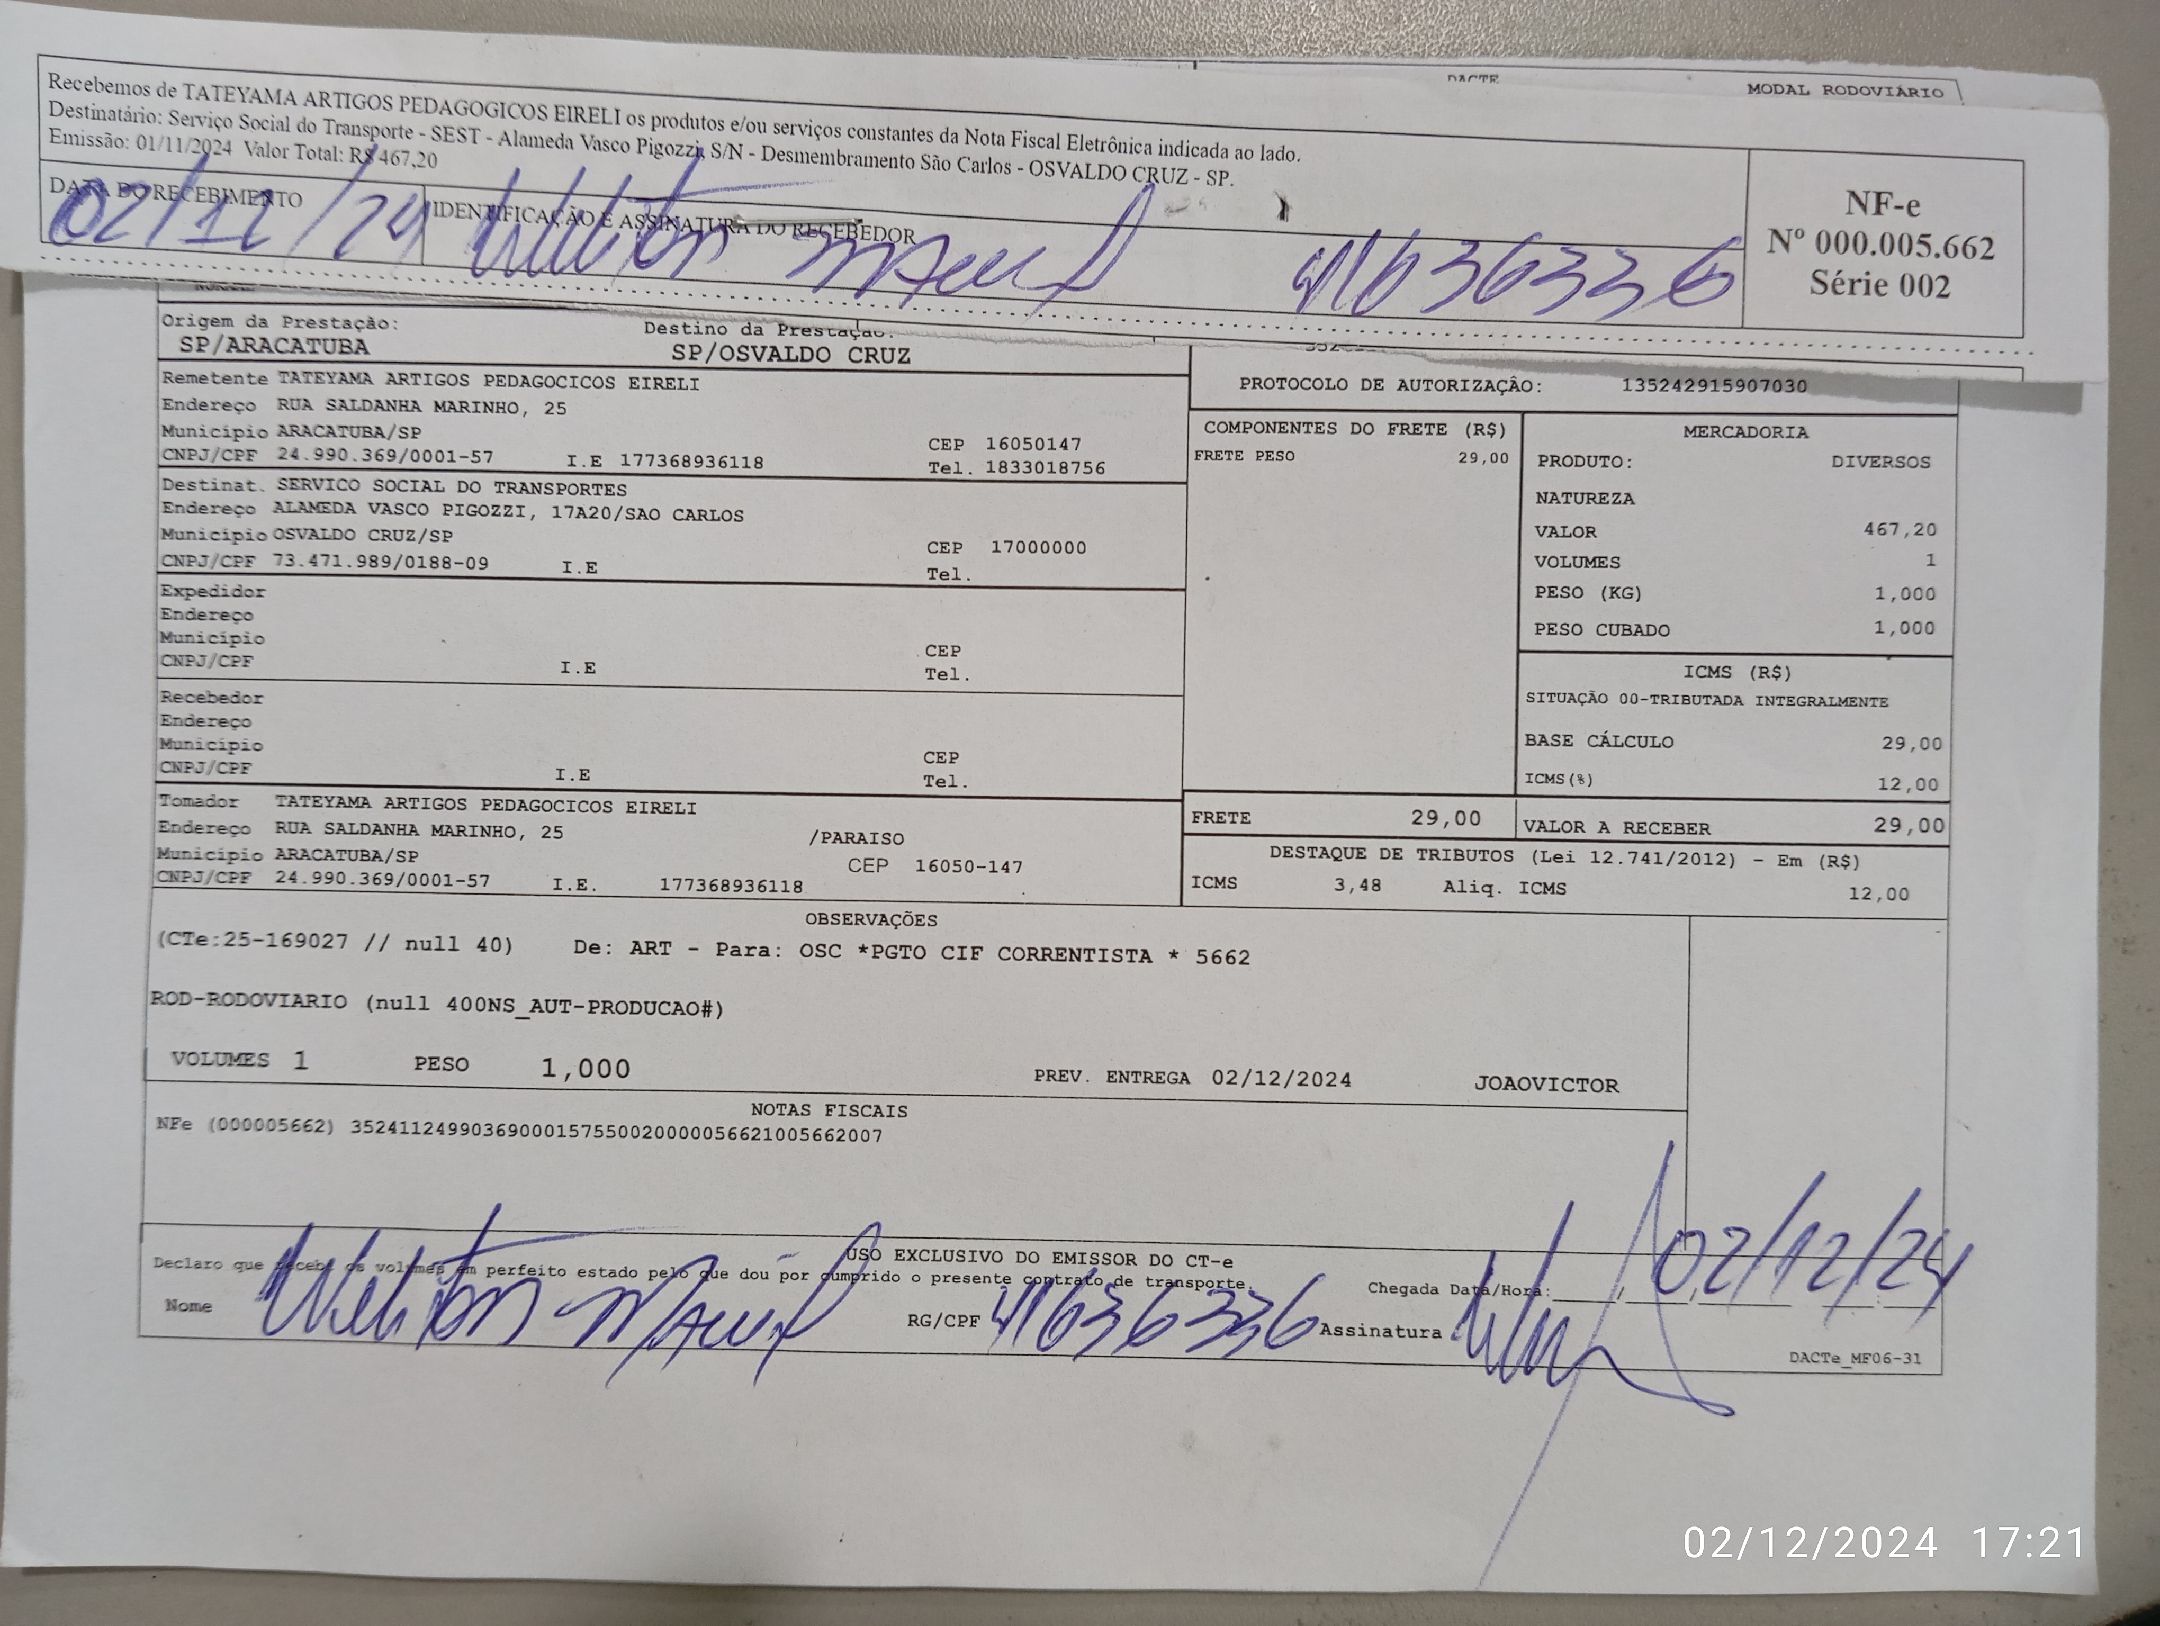 DACTE
MODAL RODOVIÁRIO
Recebemos de TATEYAMA ARTIGOS PEDAGOGICOS EIRELI os produtos e/ou serviços constantes da Nota Fiscal Eletrônica indicada ao lado.
Destinatário: Serviço Social do Transporte - SEST - Alameda Vasco Pigozzi, S/N - Desmembramento São Carlos - OSVALDO CRUZ - SP.
Emissão: 01/11/2024 Valor Total: R$ 467,20
DATA DO RECEBIMENTO
02/12/24
IDENTIFICAÇÃO E ASSINATURA DO RECEBEDOR
Weliton Maciel 416363336
NF-e
Nº 000.005.662
Série 002
Origem da Prestação:
SP/ARACATUBA
Destino da Prestação:
SP/OSVALDO CRUZ
Remetente TATEYAMA ARTIGOS PEDAGOCICOS EIRELI
Endereço RUA SALDANHA MARINHO, 25
Município ARACATUBA/SP CEP 16050147
CNPJ/CPF 24.990.369/0001-57 I.E 177368936118 Tel. 1833018756
Destinat. SERVICO SOCIAL DO TRANSPORTES
Endereço ALAMEDA VASCO PIGOZZI, 17A20/SAO CARLOS
Município OSVALDO CRUZ/SP CEP 17000000
CNPJ/CPF 73.471.989/0188-09 I.E Tel.
Expedidor
Endereço
Município CEP
CNPJ/CPF I.E Tel.
Recebedor
Endereço
Município CEP
CNPJ/CPF I.E Tel.
Tomador TATEYAMA ARTIGOS PEDAGOCICOS EIRELI
Endereço RUA SALDANHA MARINHO, 25 /PARAISO
Município ARACATUBA/SP CEP 16050-147
CNPJ/CPF 24.990.369/0001-57 I.E. 177368936118
PROTOCOLO DE AUTORIZAÇÃO: 135242915907030
COMPONENTES DO FRETE (R$)
FRETE PESO 29,00
MERCADORIA
PRODUTO: DIVERSOS
NATUREZA
VALOR 467,20
VOLUMES 1
PESO (KG) 1,000
PESO CUBADO 1,000
ICMS (R$)
SITUAÇÃO 00-TRIBUTADA INTEGRALMENTE
BASE CÁLCULO 29,00
ICMS(%) 12,00
FRETE 29,00
VALOR A RECEBER 29,00
DESTAQUE DE TRIBUTOS (Lei 12.741/2012) - Em (R$)
ICMS 3,48 Aliq. ICMS 12,00
OBSERVAÇÕES
(CTe:25-169027 // null 40) De: ART - Para: OSC *PGTO CIF CORRENTISTA * 5662
ROD-RODOVIARIO (null 400NS_AUT-PRODUCAO#)
VOLUMES 1 PESO 1,000 PREV. ENTREGA 02/12/2024 JOAOVICTOR
NOTAS FISCAIS
NFe (000005662) 35241124990369000157550020000056621005662007
USO EXCLUSIVO DO EMISSOR DO CT-e
Declaro que recebi os volumes em perfeito estado pelo que dou por cumprido o presente contrato de transporte.
Chegada Data/Hora: 02/12/24
Nome Weliton Maciel RG/CPF 416363336 Assinatura
DACTe_MF06-31
02/12/2024 17:21